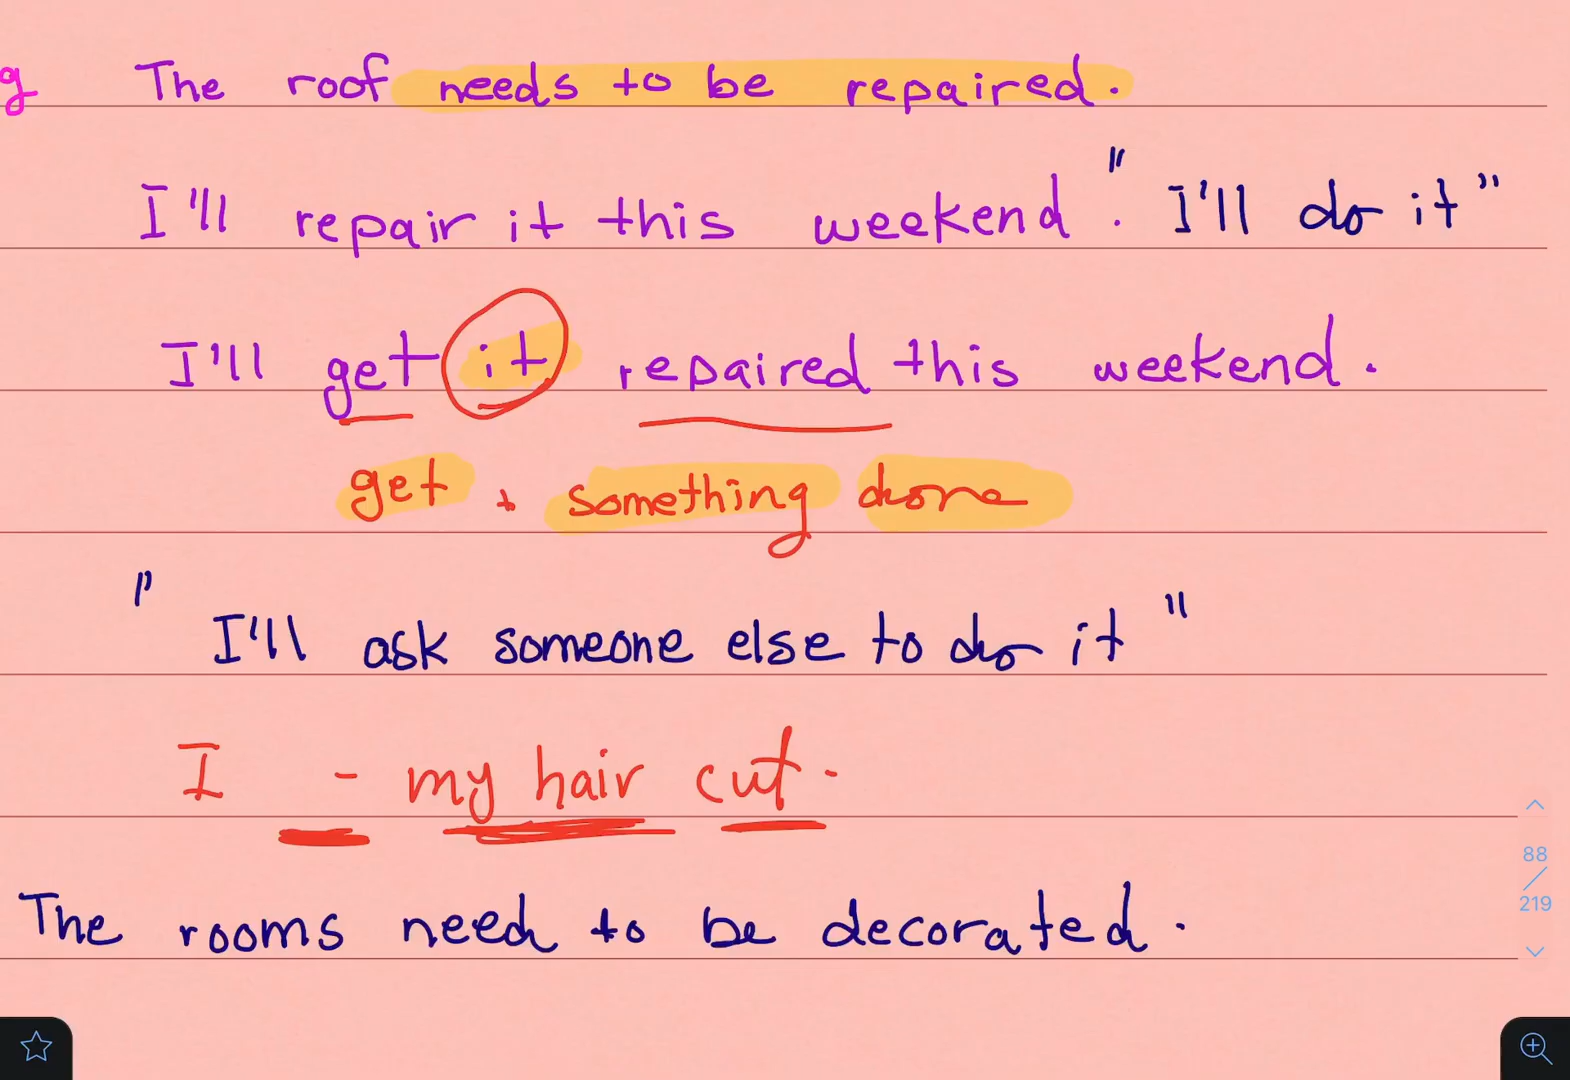 g The roof needs to be repaired.
I'll repair it this weekend. "I'll do it"
I'll get it repaired this weekend.
get + something done
"I'll ask someone else to do it"
I - my hair cut.
The rooms need to be decorated.
88
/
219